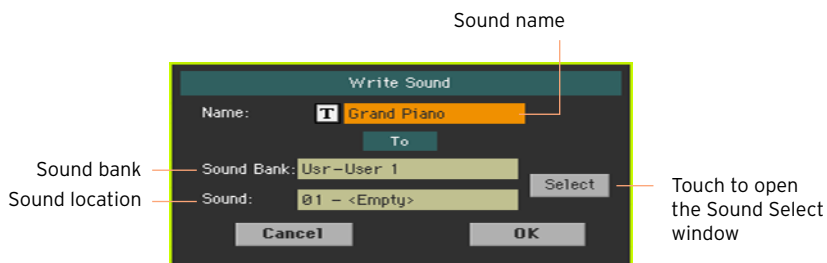 Sound name
Write Sound
Name: T Grand Piano
To
Sound bank
Sound Bank: Usr-User 1
Select
Sound location
Sound: 01 - <Empty>
Touch to open
the Sound Select
window
Cancel OK